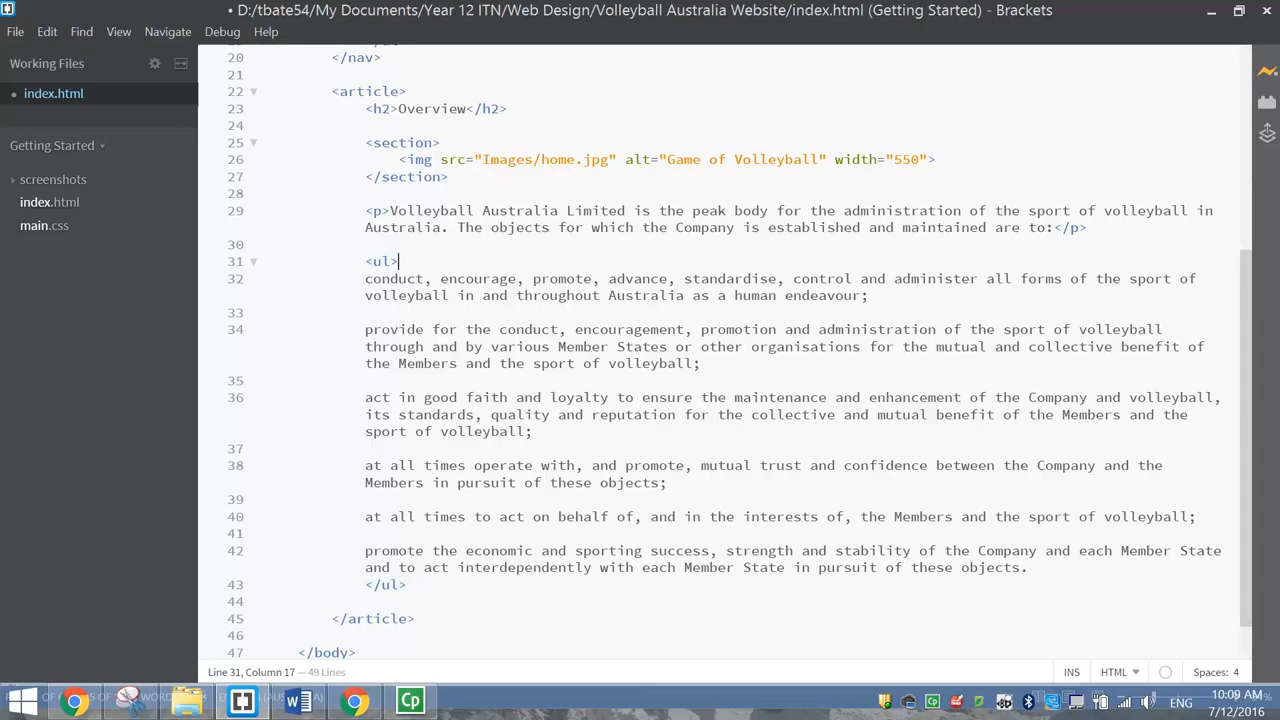 • D:/tbate54/My Documents/Year 12 ITN/Web Design/Volleyball Australia Website/index.html (Getting Started) - Brackets
File Edit Find View Navigate Debug Help
Working Files
• index.html
Getting Started
screenshots
index.html
main.css
20 </nav>
21
22 <article>
23 <h2>Overview</h2>
24
25 <section>
26 <img src="Images/home.jpg" alt="Game of Volleyball" width="550">
27 </section>
28
29 <p>Volleyball Australia Limited is the peak body for the administration of the sport of volleyball in
Australia. The objects for which the Company is established and maintained are to:</p>
30
31 <ul>
32 conduct, encourage, promote, advance, standardise, control and administer all forms of the sport of
volleyball in and throughout Australia as a human endeavour;
33
34 provide for the conduct, encouragement, promotion and administration of the sport of volleyball
through and by various Member States or other organisations for the mutual and collective benefit of
the Members and the sport of volleyball;
35
36 act in good faith and loyalty to ensure the maintenance and enhancement of the Company and volleyball,
its standards, quality and reputation for the collective and mutual benefit of the Members and the
sport of volleyball;
37
38 at all times operate with, and promote, mutual trust and confidence between the Company and the
Members in pursuit of these objects;
39
40 at all times to act on behalf of, and in the interests of, the Members and the sport of volleyball;
41
42 promote the economic and sporting success, strength and stability of the Company and each Member State
and to act interdependently with each Member State in pursuit of these objects.
43 </ul>
44
45 </article>
46
47 </body>
Line 31, Column 17 — 49 Lines
INS HTML Spaces: 4
Cp
ENG
10:09 AM
7/12/2016